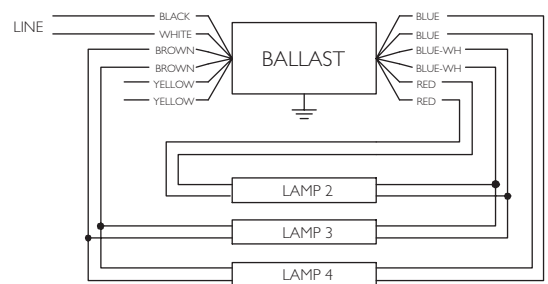 LINE
BLACK
WHITE
BROWN
BROWN
YELLOW
YELLOW
BALLAST
BLUE
BLUE
BLUE-WH
BLUE-WH
RED
RED
LAMP 2
LAMP 3
LAMP 4